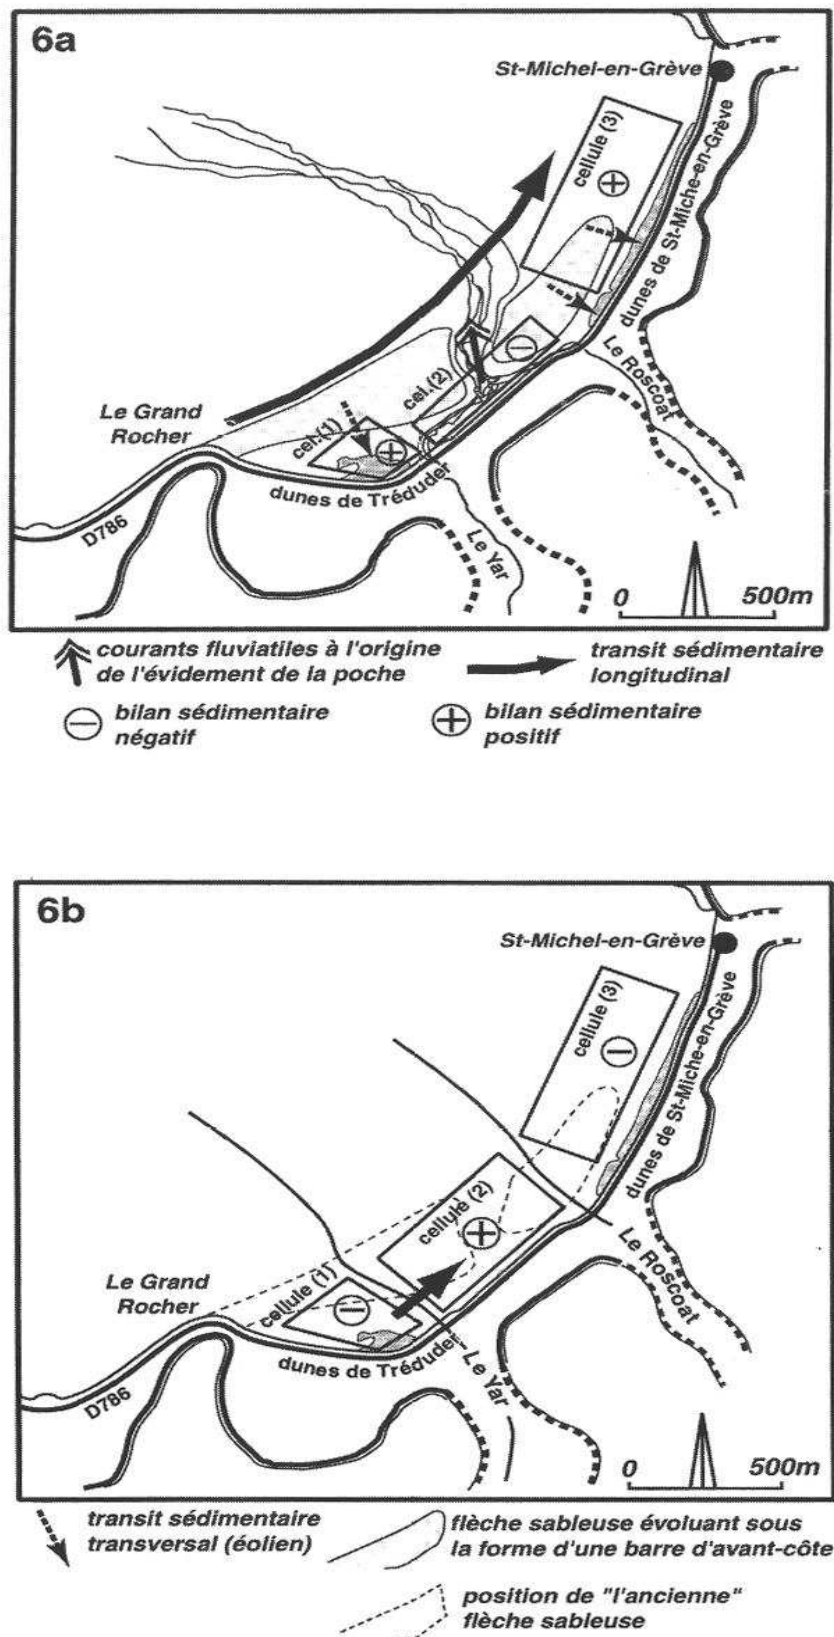 6a
St-Michel-en-Grève
cellule (3)
dunes de St-Miche-en-Grève
Le Roscoat
cel.(2)
cel.(1)
Le Grand
Rocher
dunes de Tréduder
D786
Le Yar
0 500m
courants fluviatiles à l'origine
de l'évidement de la poche
transit sédimentaire
longitudinal
bilan sédimentaire
négatif
bilan sédimentaire
positif
6b
St-Michel-en-Grève
cellule (3)
dunes de St-Miche-en-Grève
cellule (2)
Le Roscoat
Le Grand
Rocher
cellule (1)
dunes de Tréduder
Le Yar
D786
0 500m
transit sédimentaire
transversal (éolien)
flèche sableuse évoluant sous
la forme d'une barre d'avant-côte
position de "l'ancienne"
flèche sableuse